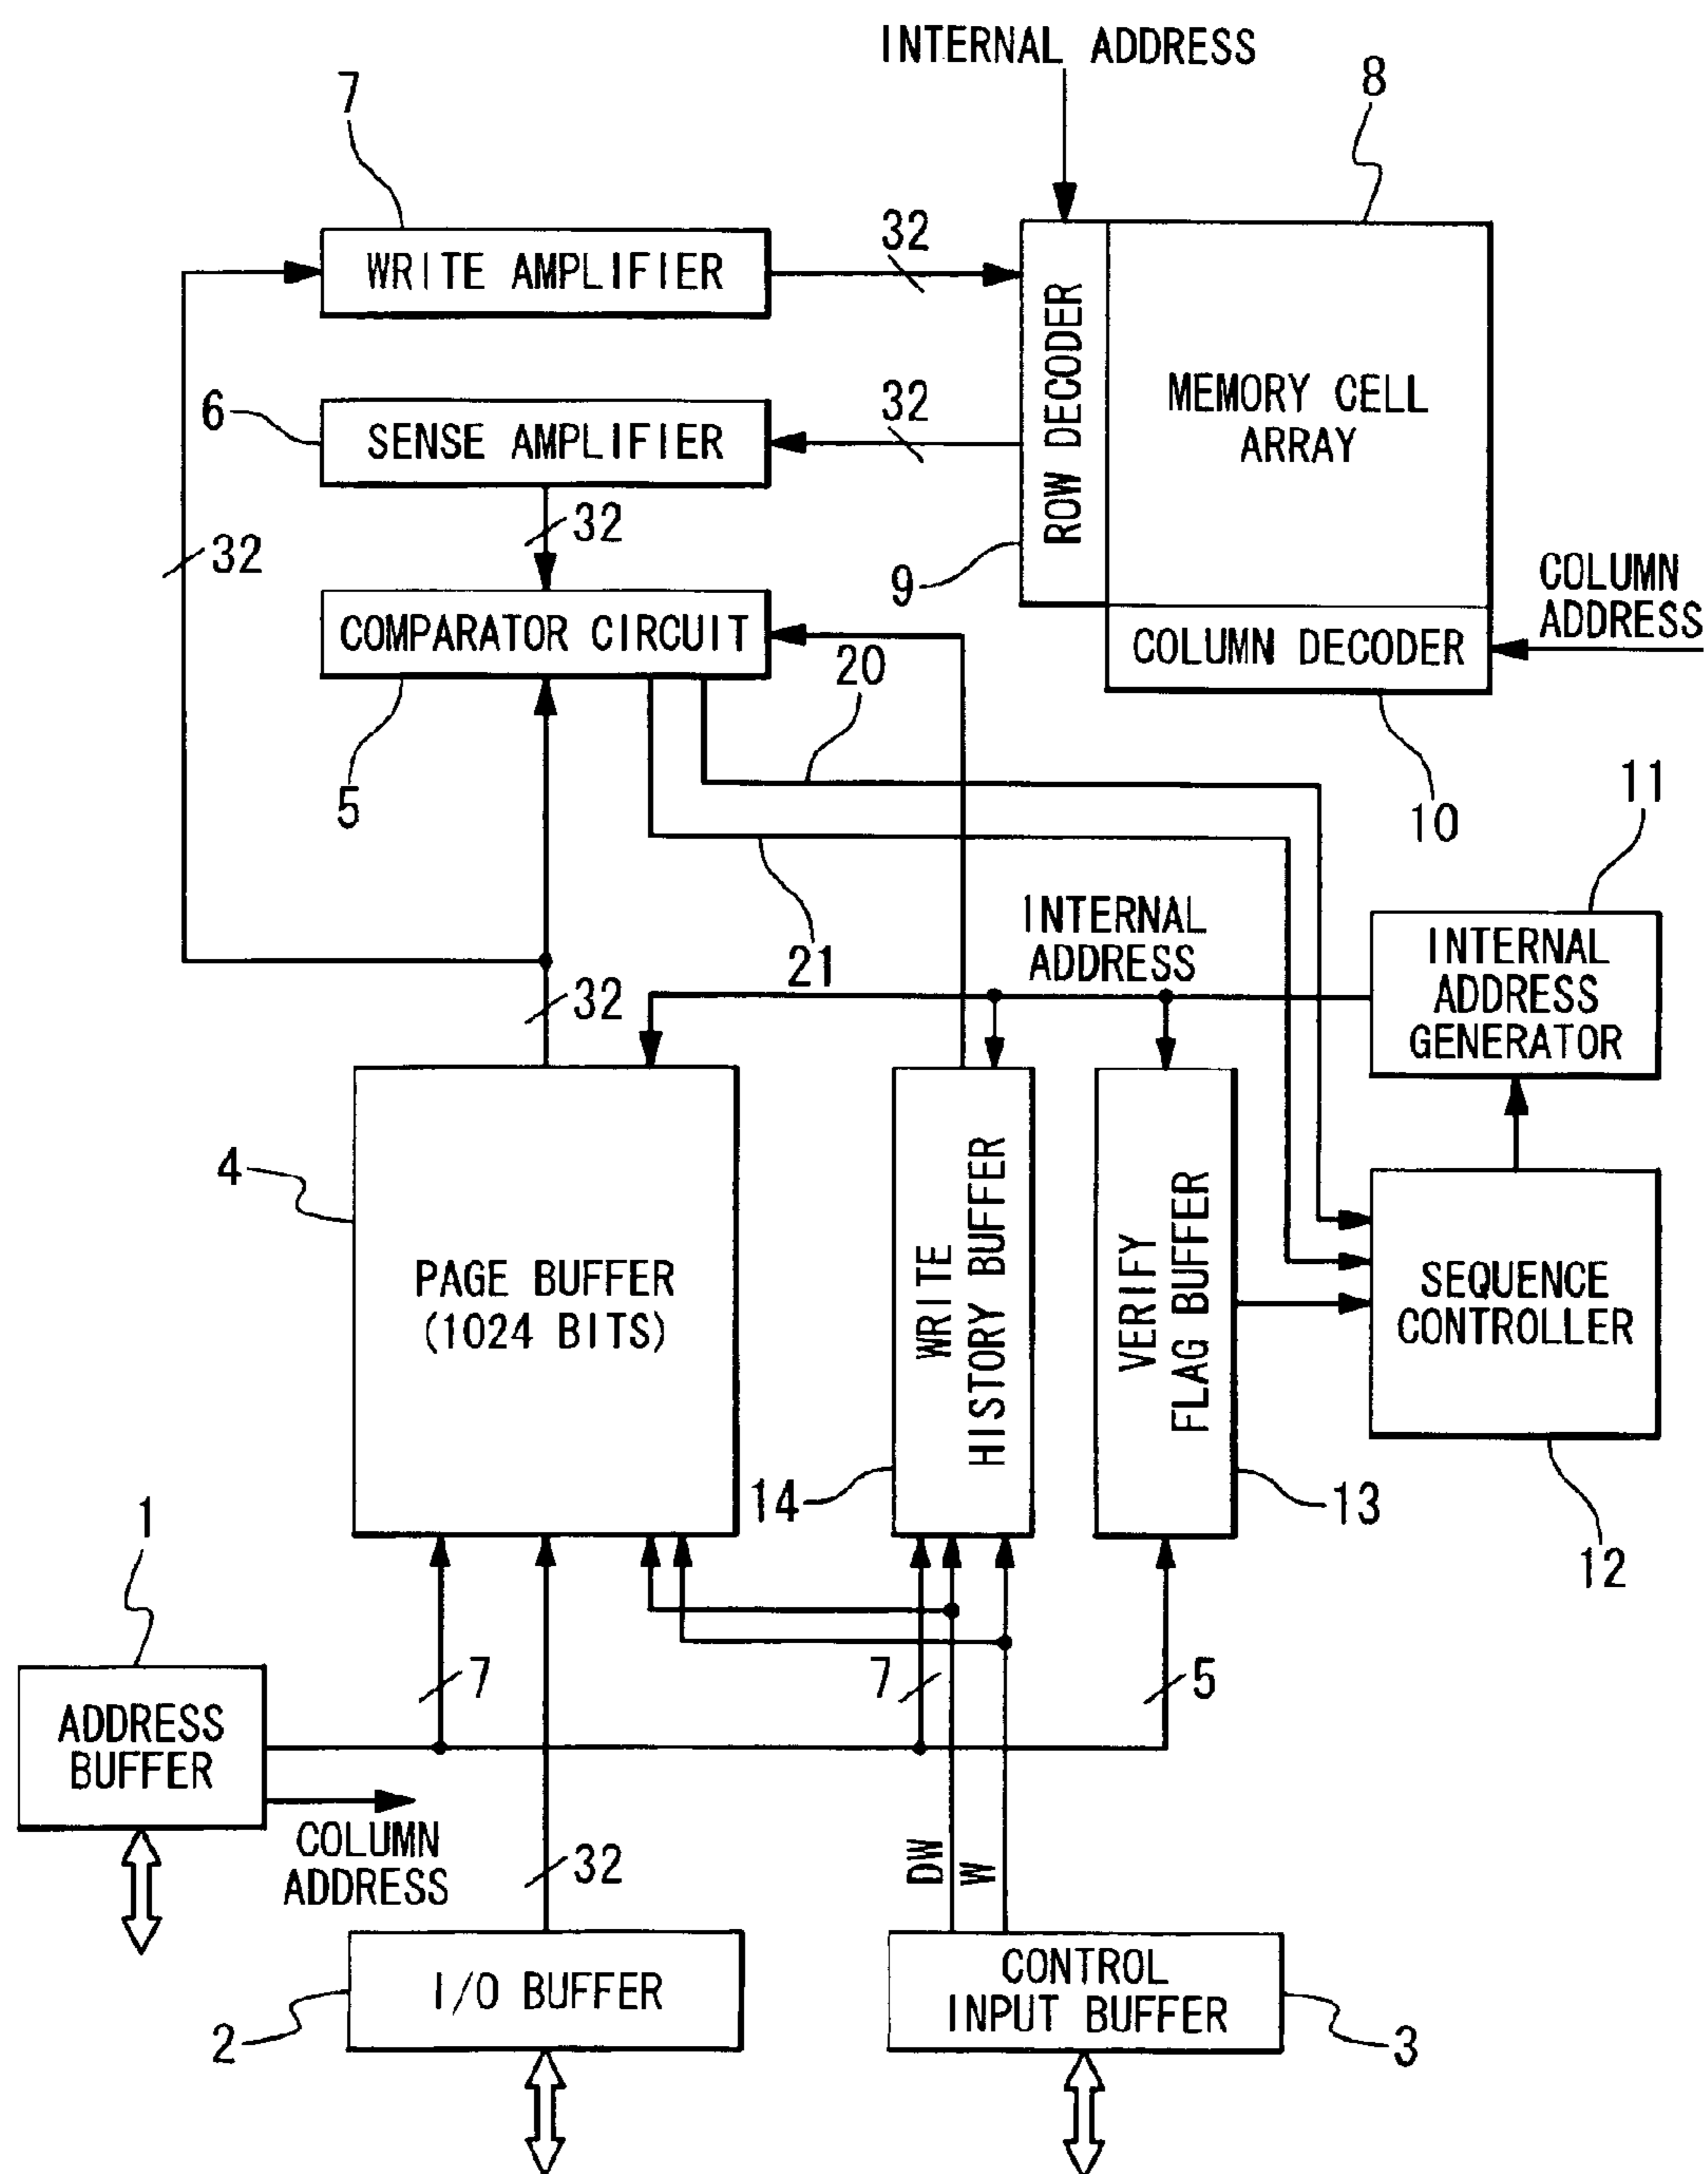 INTERNAL ADDRESS
7
8
WRITE AMPLIFIER
32
ROW DECODER
MEMORY CELL
ARRAY
6
SENSE AMPLIFIER
32
32
32
9
COMPARATOR CIRCUIT
COLUMN
ADDRESS
COLUMN DECODER
20
5
10
11
21
INTERNAL
ADDRESS
INTERNAL
ADDRESS
GENERATOR
32
4
PAGE BUFFER
(1024 BITS)
WRITE
HISTORY BUFFER
VERIFY
FLAG BUFFER
SEQUENCE
CONTROLLER
14
13
12
1
7
7
5
ADDRESS
BUFFER
COLUMN
ADDRESS
32
DW
W
I/O BUFFER
2
CONTROL
INPUT BUFFER
3